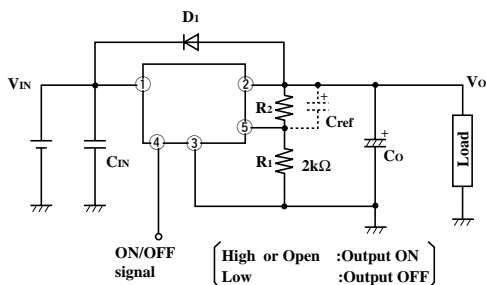 D1
VIN
1
2
VO
R2
+
Cref
5
CIN
4
3
R1
2kΩ
+
CO
Load
ON/OFF
signal
High or Open :Output ON
Low :Output OFF